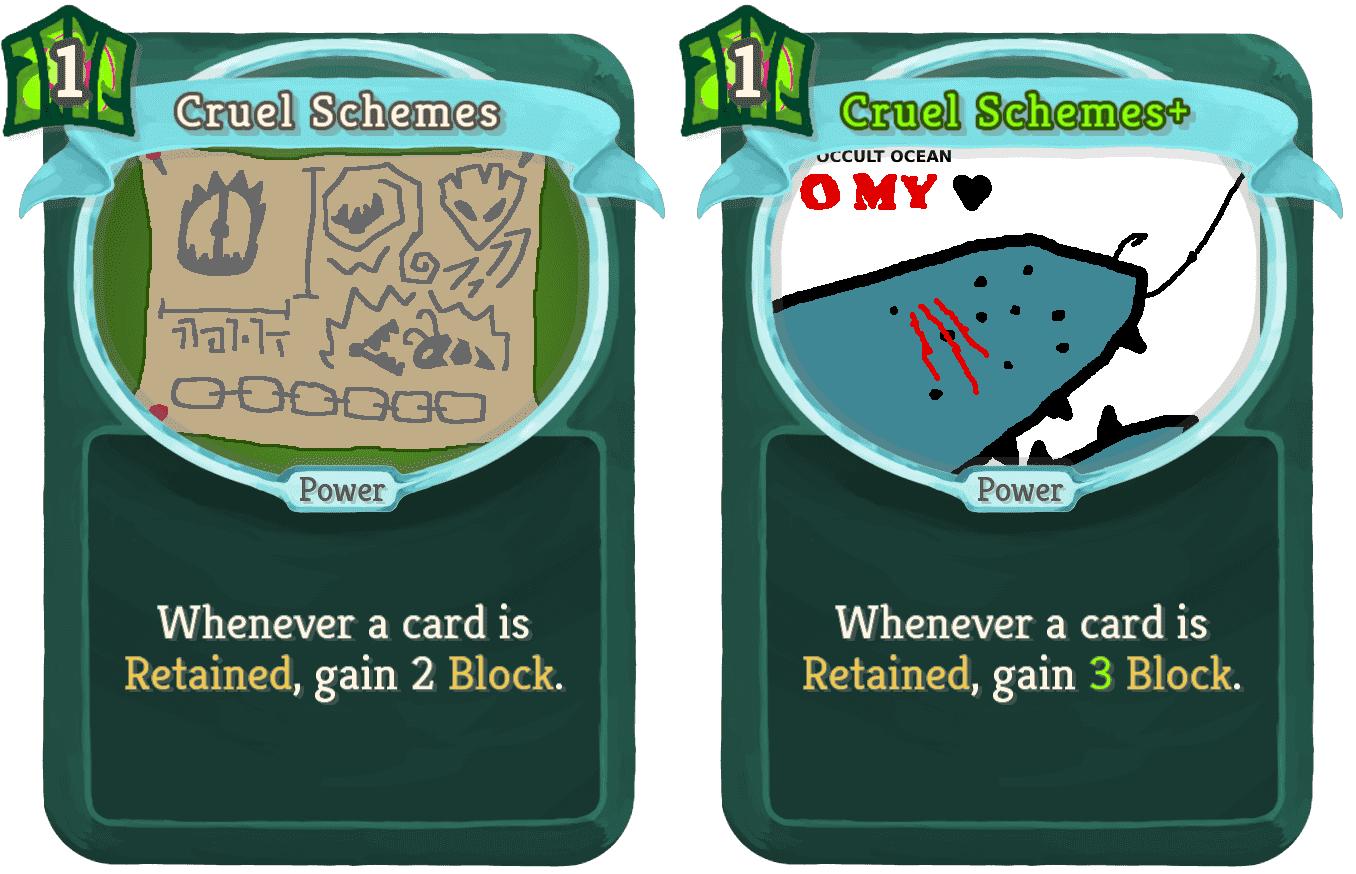 1
Cruel Schemes
Power
Whenever a card is
Retained, gain 2 Block.
1
Cruel Schemes+
OCCULT OCEAN
O MY
Power
Whenever a card is
Retained, gain 3 Block.